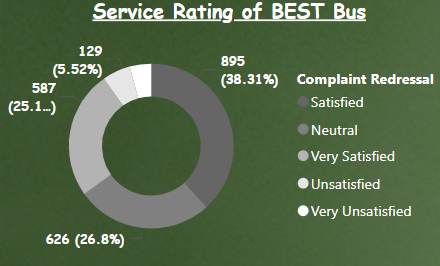 Service Rating of BEST Bus
129
(5.52%)
587
(25.1...)
895
(38.31%)
626 (26.8%)
Complaint Redressal
Satisfied
Neutral
Very Satisfied
Unsatisfied
Very Unsatisfied